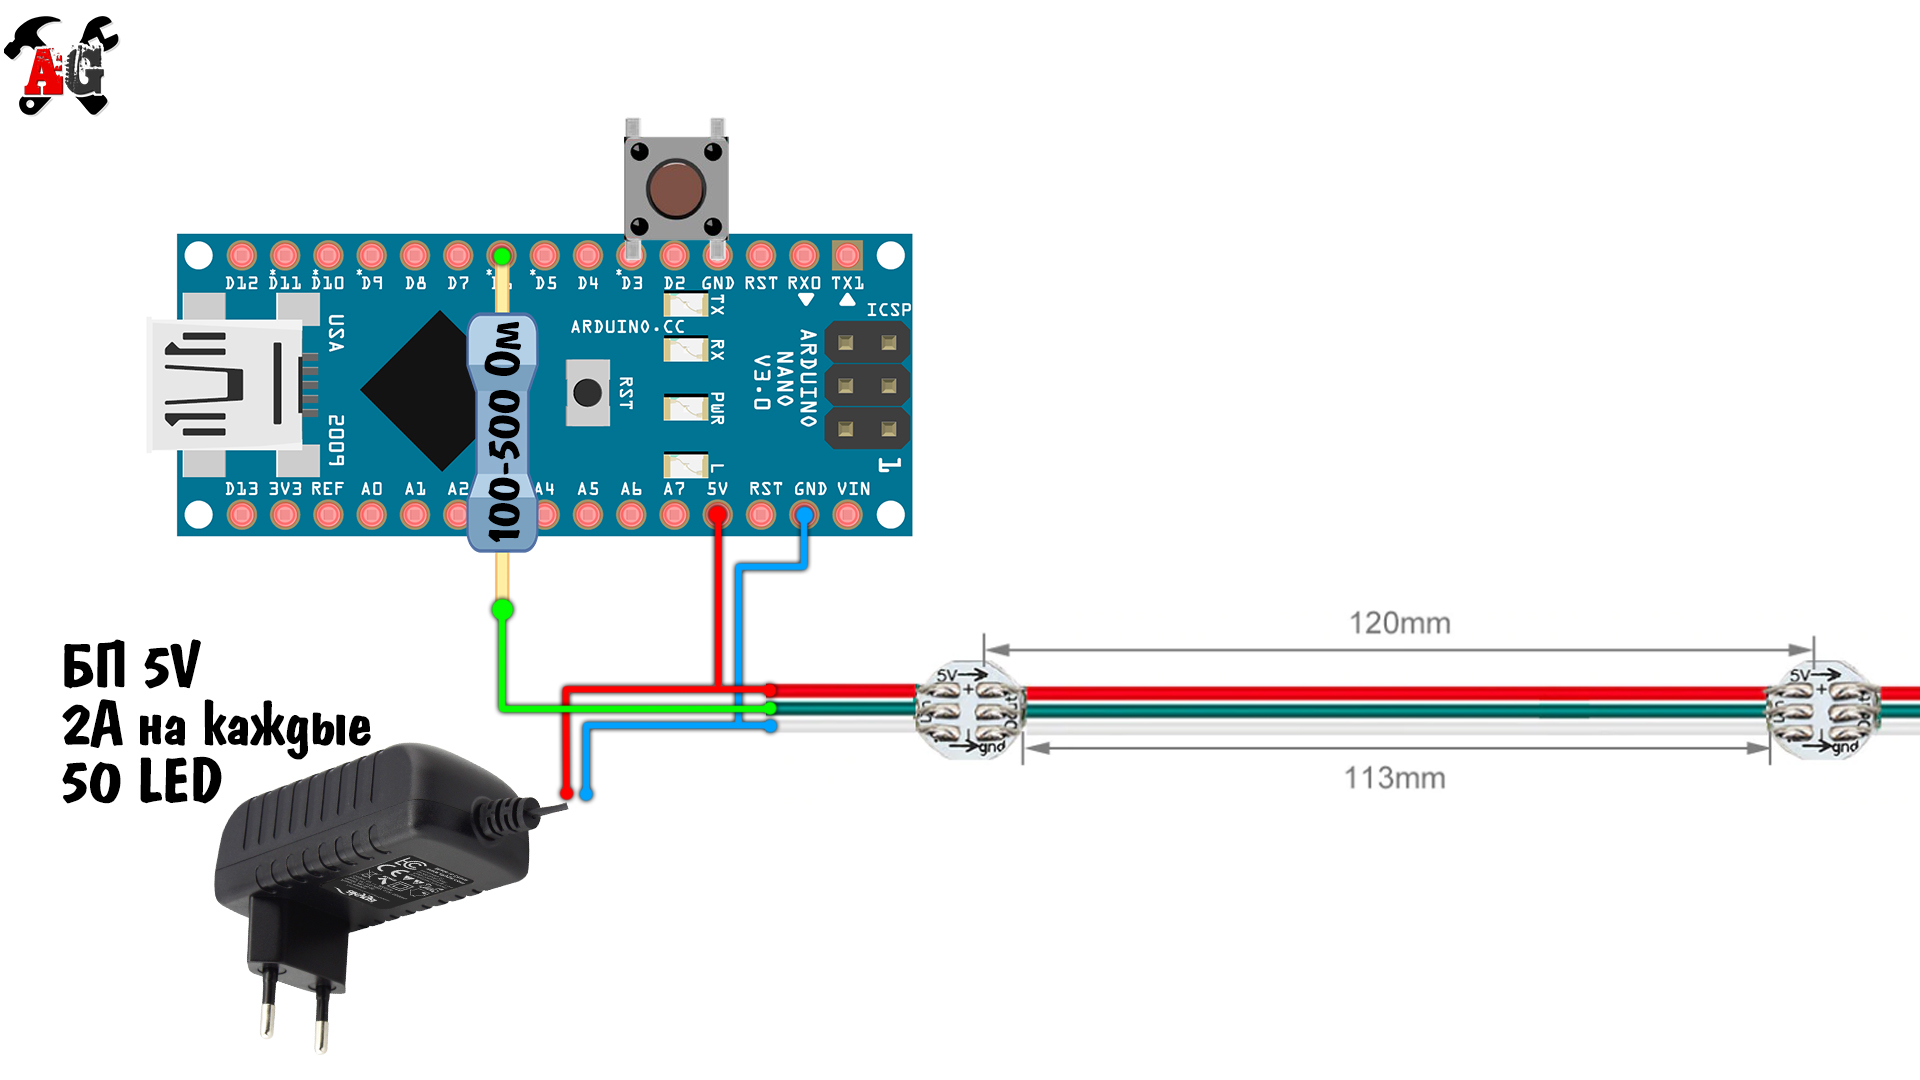 AG
D12 D11 D10 D9 D8 D7 D5 D4 D3 D2 GND RST RX0 TX1
ICSP
ARDUINO.CC
TX
RX
PWR
L
RST
USA
2009
ARDUINO
NANO
V3.0
1
100-500 Ом
D13 3V3 REF A0 A1 A2 A4 A5 A6 A7 5V RST GND VIN
120mm
5V
+
gnd
5V
+
gnd
113mm
БП 5V
2А на каждые
50 LED